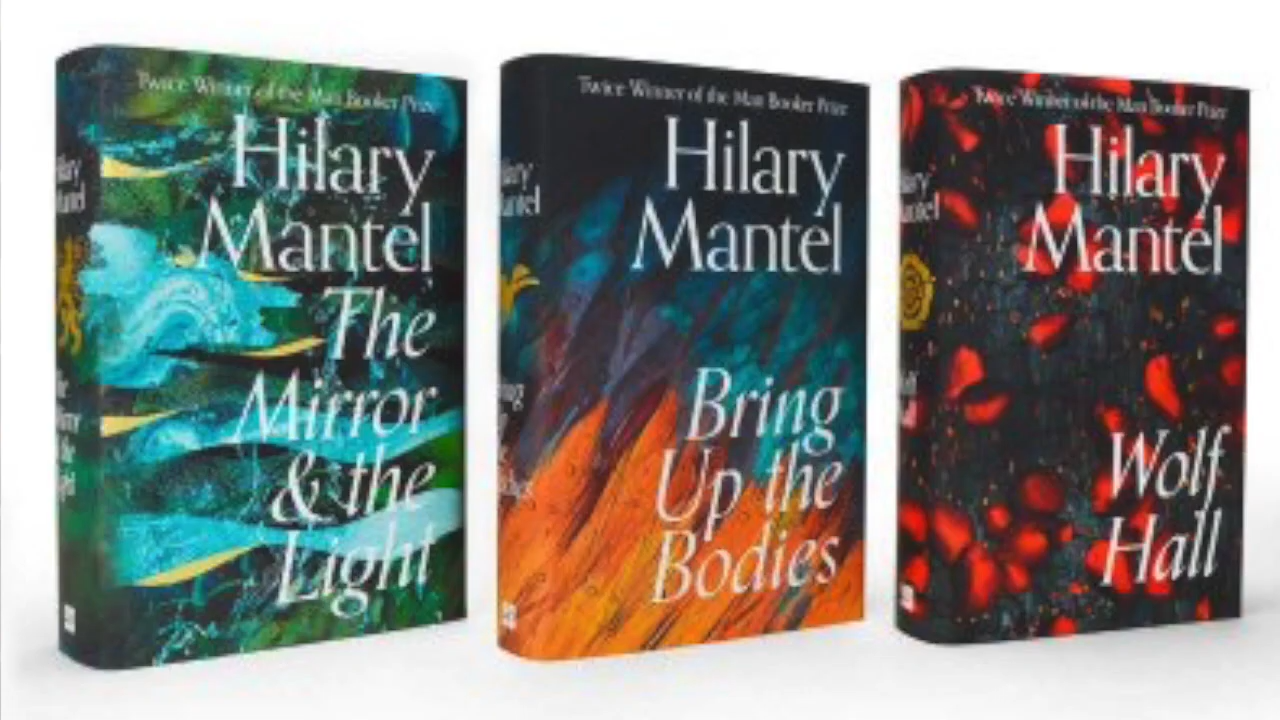 Twice Winner of the Man Booker Prize
Hilary
Mantel
The
Mirror
& the
Light
Twice Winner of the Man Booker Prize
Hilary
Mantel
Bring
Up the
Bodies
Twice Winner of the Man Booker Prize
Hilary
Mantel
Wolf
Hall